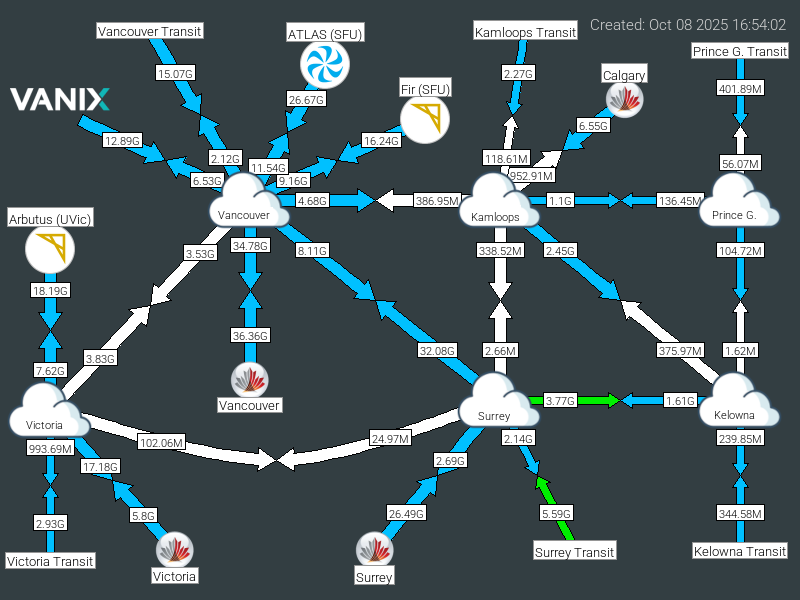 Created: Oct 08 2025 16:54:02
Vancouver Transit
ATLAS (SFU)
Kamloops Transit
Prince G. Transit
15.07G
2.27G
Calgary
401.89M
Fir (SFU)
VANIX
26.67G
6.55G
12.89G
16.24G
2.12G
118.61M
56.07M
11.54G
952.91M
6.53G
9.16G
4.68G
386.95M
1.1G
136.45M
Vancouver
Kamloops
Prince G.
Arbutus (UVic)
3.53G
34.78G
8.11G
338.52M
2.45G
104.72M
18.19G
36.36G
32.08G
2.66M
375.97M
1.62M
7.62G
3.83G
Vancouver
3.77G
1.61G
Victoria
Surrey
Kelowna
993.69M
102.06M
24.97M
2.14G
239.85M
17.18G
2.69G
2.93G
5.8G
26.49G
5.59G
344.58M
Victoria Transit
Victoria
Surrey
Surrey Transit
Kelowna Transit